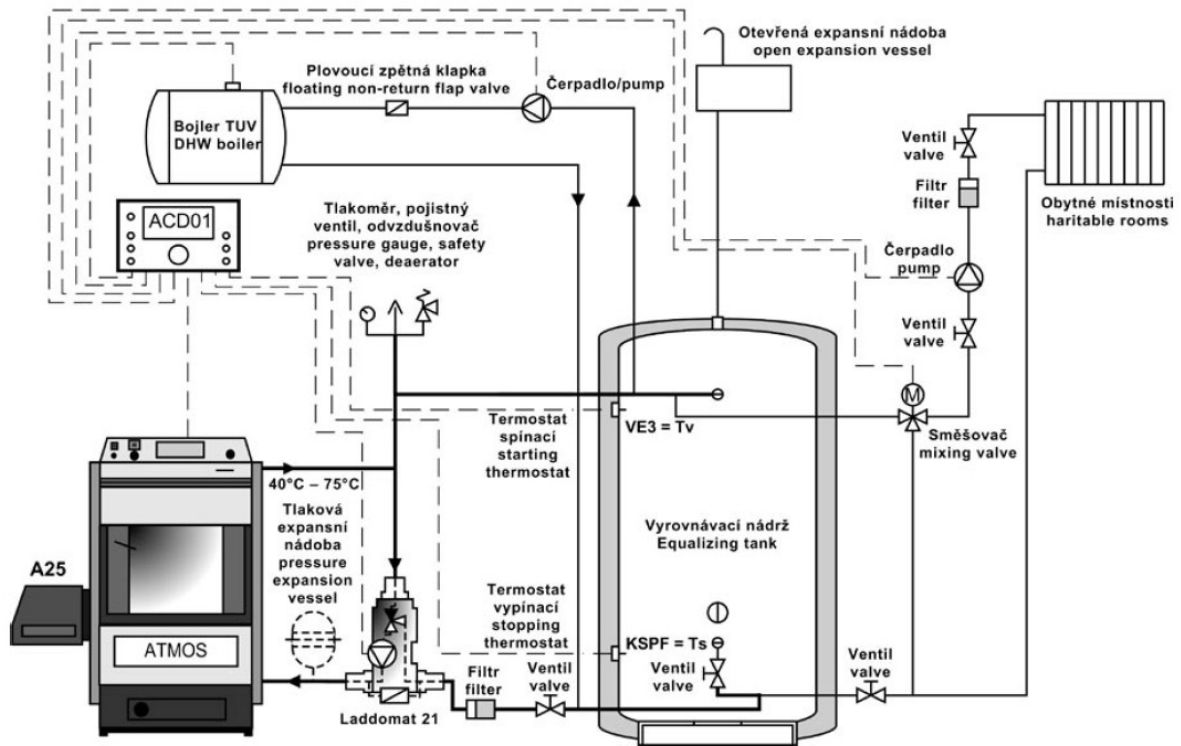 Otevřená expansní nádoba
open expansion vessel
Plovoucí zpětná klapka
floating non-return flap valve
Čerpadlo/pump
Bojler TUV
DHW boiler
Ventil
valve
Filtr
filter
Obytné místnosti
haritable rooms
ACD01
Tlakoměr, pojistný
ventil, odvzdušnovač
pressure gauge, safety
valve, deaerator
Čerpadlo
pump
Ventil
valve
M
Termostat
spínací
starting
thermostat
VE3 = Tv
Směšovač
mixing valve
40°C – 75°C
Tlaková
expansní
nádoba
pressure
expansion
vessel
Vyrovnávací nádrž
Equalizing tank
A25
Termostat
vypínací
stopping
thermostat
KSPF = Ts
Ventil
valve
Ventil
valve
ATMOS
Filtr
filter
Ventil
valve
Laddomat 21